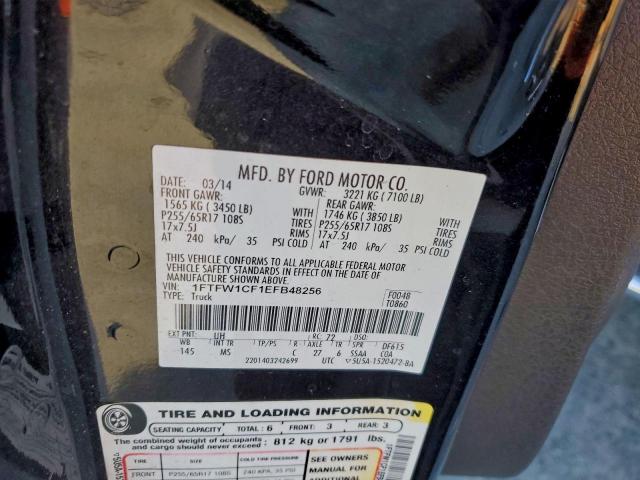 MFD. BY FORD MOTOR CO.
DATE: 03/14 GVWR: 3221 KG ( 7100 LB)
FRONT GAWR: REAR GAWR:
1565 KG ( 3450 LB) WITH 1746 KG ( 3850 LB) WITH
P255/65R17 108S TIRES P255/65R17 108S TIRES
17x7.5J RIMS 17x7.5J RIMS
AT 240 kPa/ 35 PSI COLD AT 240 kPa/ 35 PSI COLD
THIS VEHICLE CONFORMS TO ALL APPLICABLE FEDERAL MOTOR
VEHICLE SAFETY STANDARDS IN EFFECT ON THE DATE OF
MANUFACTURE SHOWN ABOVE.
VIN: 1FTFW1CF1EFB48256 F0048
TYPE: Truck T0860
EXT PNT: UH RC: 72 DSO:
WB INT TR TP/PS R AXLE TR SPR DF615
145 MS C 27 6 SSAA COA
2201403242699 UTC 5U5A-1520472-BA
TIRE AND LOADING INFORMATION
SEATING CAPACITY TOTAL : 6 FRONT: 3 REAR: 3
The combined weight of occupants
and cargo should never exceed : 812 kg or 1791 lbs.
TIRE SIZE COLD TIRE PRESSURE SEE OWNERS
FRONT P255/65R17 108S 240 KPA, 35 PSI MANUAL FOR